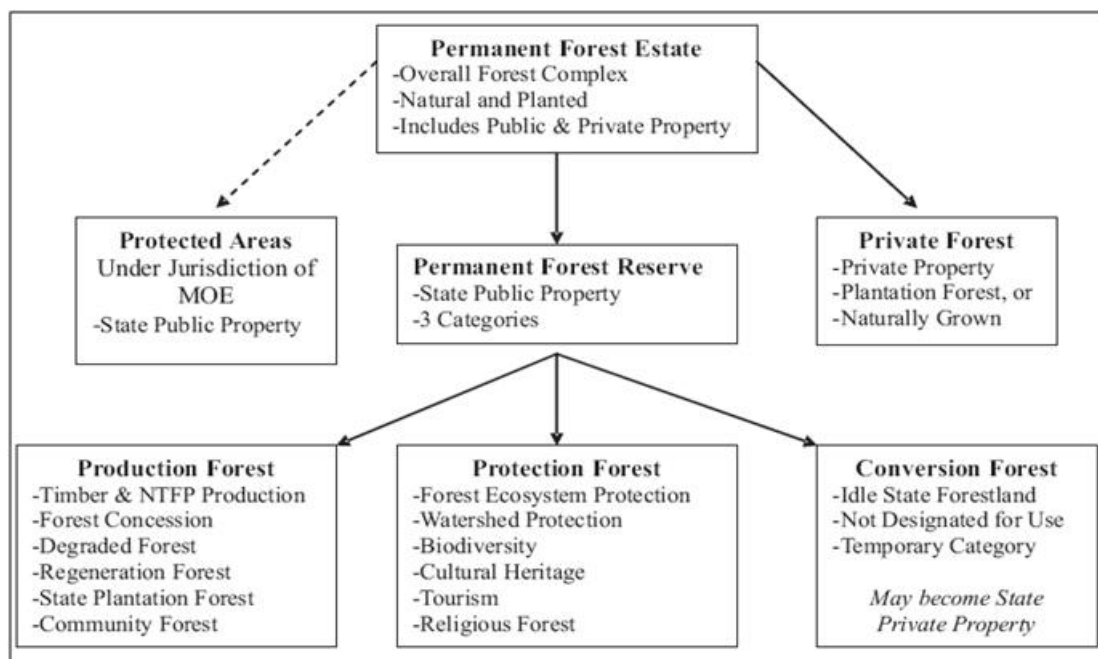 Permanent Forest Estate
-Overall Forest Complex
-Natural and Planted
-Includes Public & Private Property
Protected Areas
Under Jurisdiction of
MOE
-State Public Property
Permanent Forest Reserve
-State Public Property
-3 Categories
Private Forest
-Private Property
-Plantation Forest, or
-Naturally Grown
Production Forest
-Timber & NTFP Production
-Forest Concession
-Degraded Forest
-Regeneration Forest
-State Plantation Forest
-Community Forest
Protection Forest
-Forest Ecosystem Protection
-Watershed Protection
-Biodiversity
-Cultural Heritage
-Tourism
-Religious Forest
Conversion Forest
-Idle State Forestland
-Not Designated for Use
-Temporary Category
May become State
Private Property